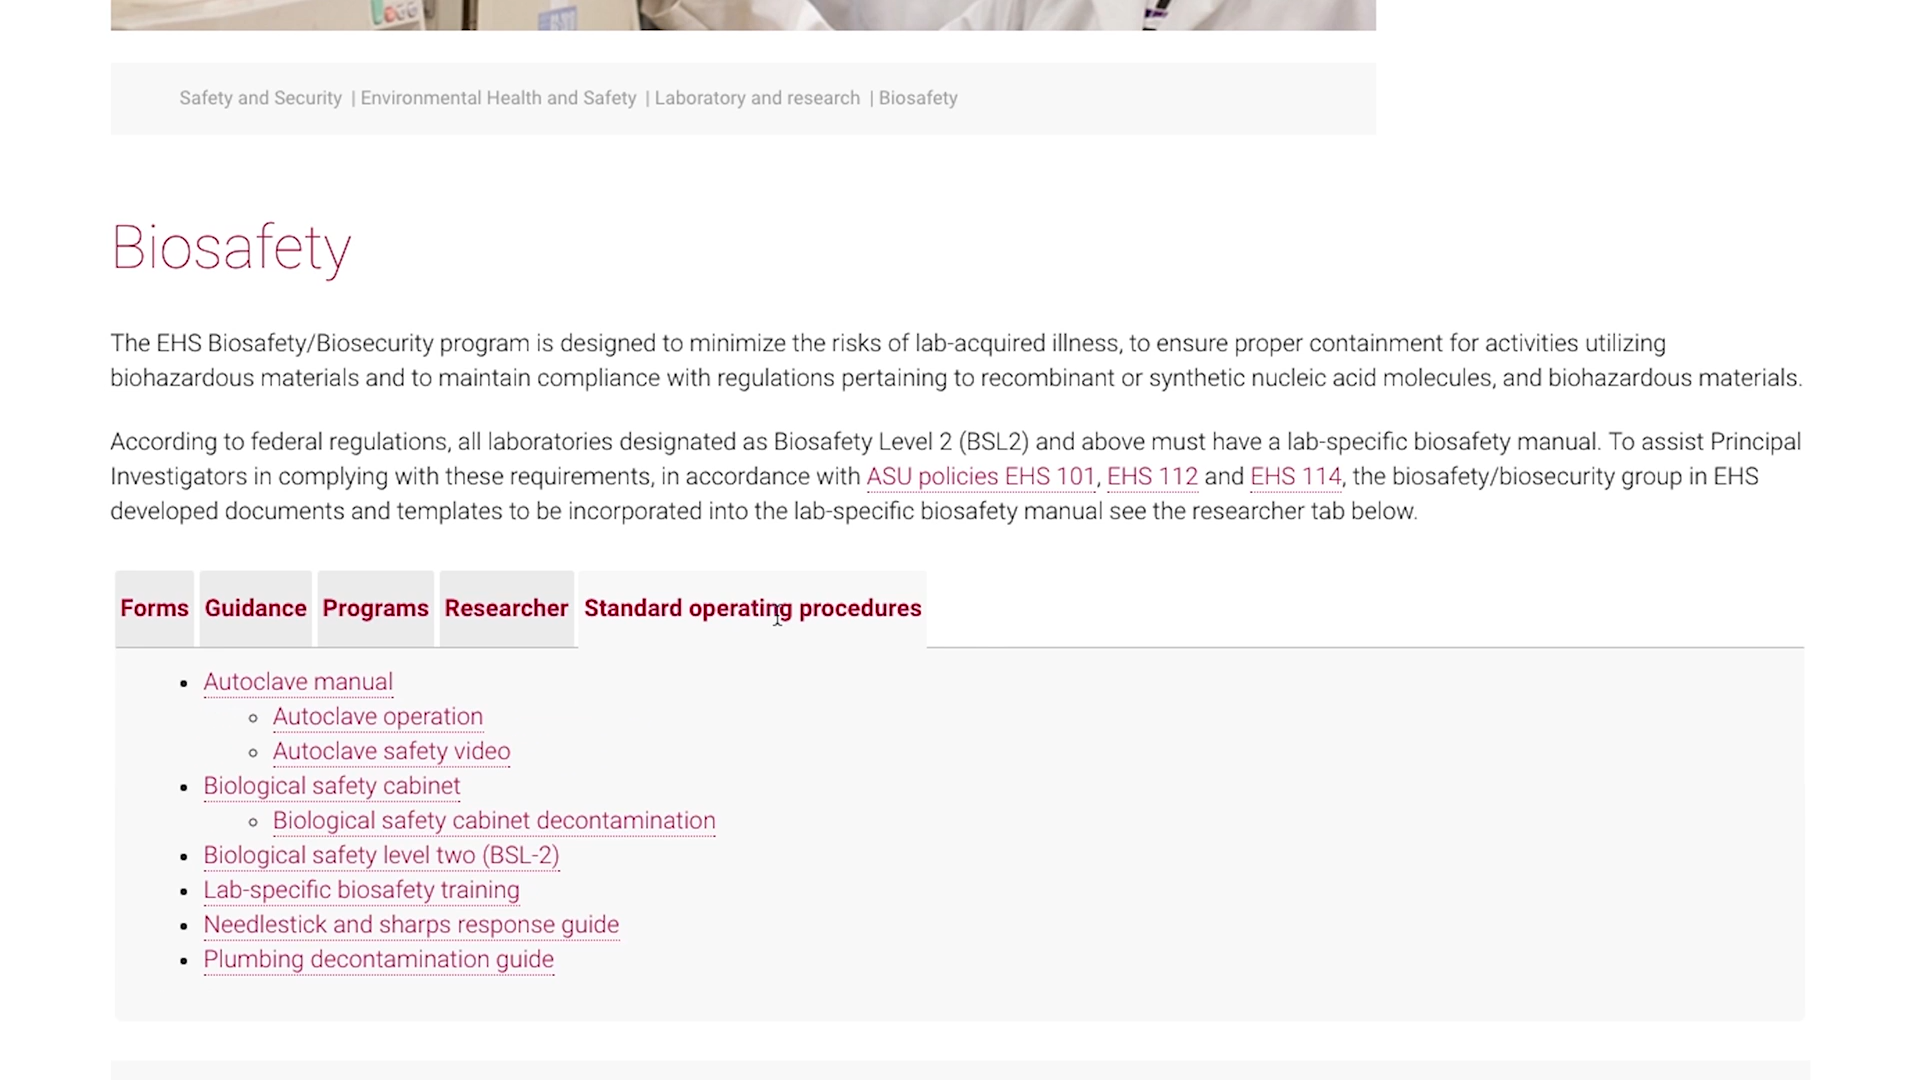 Safety and Security | Environmental Health and Safety | Laboratory and research | Biosafety
Biosafety
The EHS Biosafety/Biosecurity program is designed to minimize the risks of lab-acquired illness, to ensure proper containment for activities utilizing
biohazardous materials and to maintain compliance with regulations pertaining to recombinant or synthetic nucleic acid molecules, and biohazardous materials.
According to federal regulations, all laboratories designated as Biosafety Level 2 (BSL2) and above must have a lab-specific biosafety manual. To assist Principal
Investigators in complying with these requirements, in accordance with ASU policies EHS 101, EHS 112 and EHS 114, the biosafety/biosecurity group in EHS
developed documents and templates to be incorporated into the lab-specific biosafety manual see the researcher tab below.
Forms Guidance Programs Researcher Standard operating procedures
Autoclave manual
Autoclave operation
Autoclave safety video
Biological safety cabinet
Biological safety cabinet decontamination
Biological safety level two (BSL-2)
Lab-specific biosafety training
Needlestick and sharps response guide
Plumbing decontamination guide